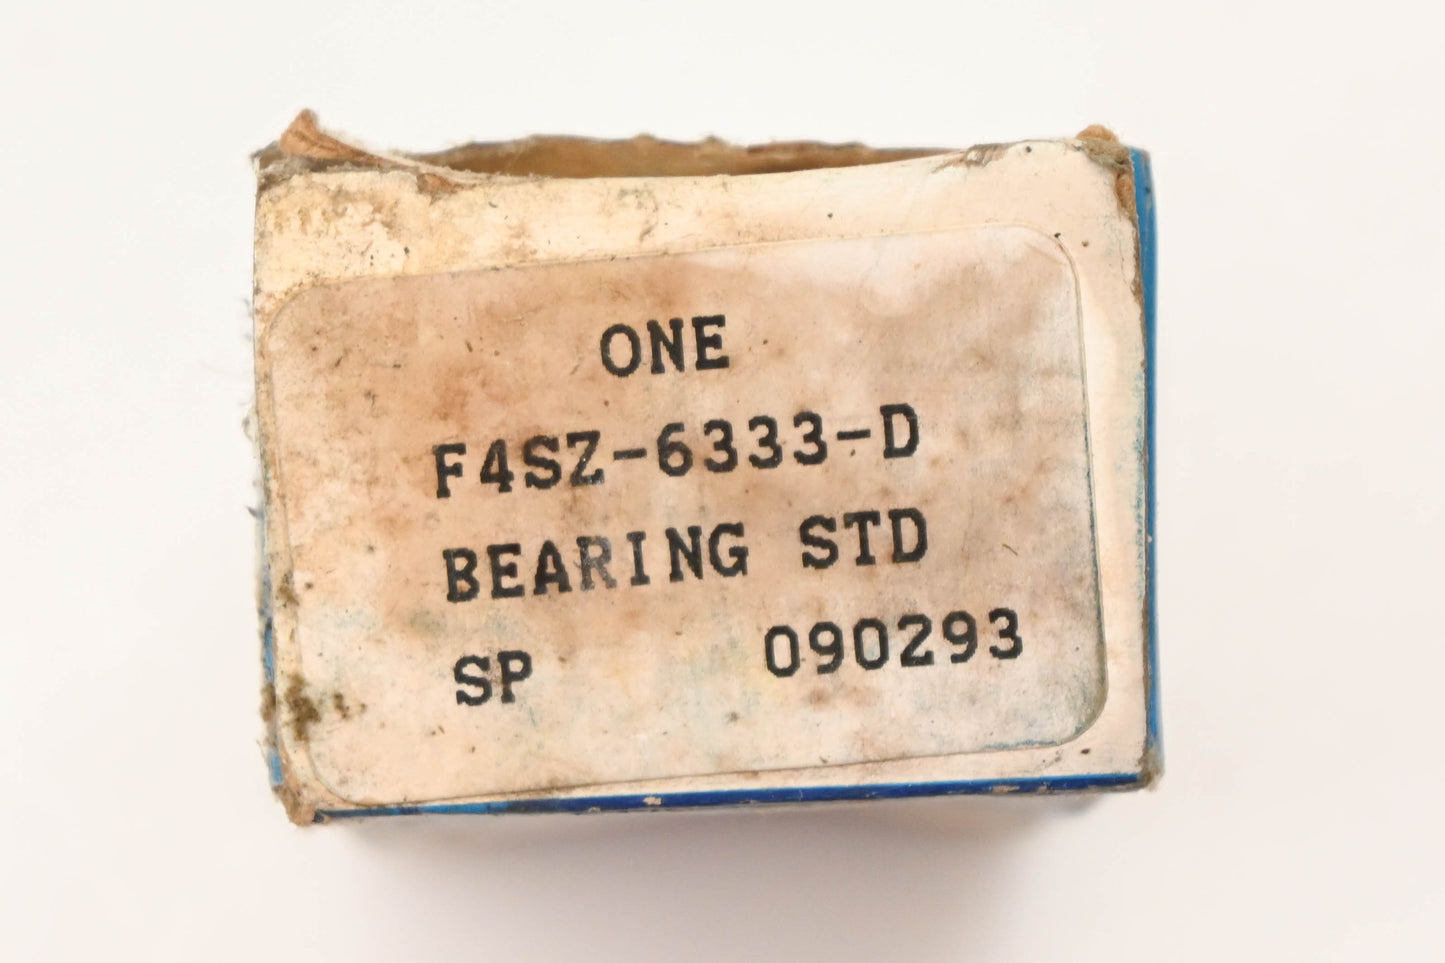 ONE
F4SZ-6333-D
BEARING STD
SP 090293